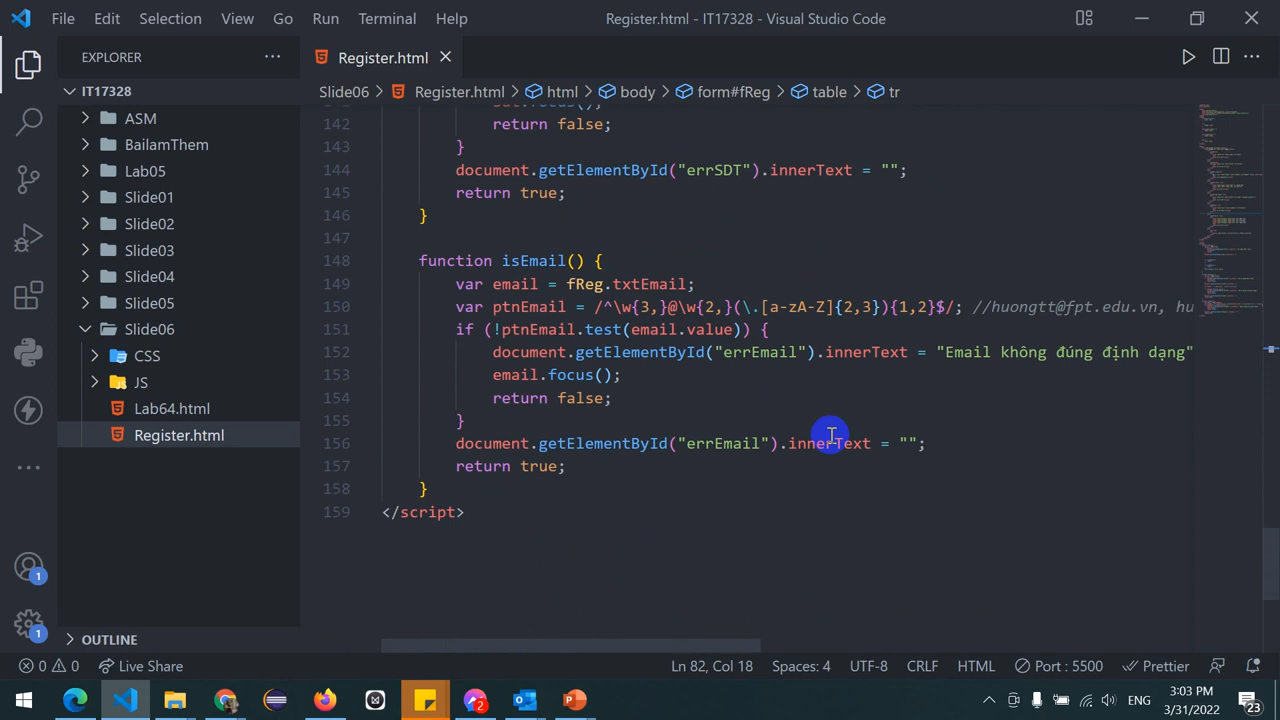 File Edit Selection View Go Run Terminal Help Register.html - IT17328 - Visual Studio Code
EXPLORER
Register.html
IT17328
Slide06 Register.html html body form#fReg table tr
ASM
BailamThem
Lab05
Slide01
Slide02
Slide03
Slide04
Slide05
Slide06
CSS
JS
Lab64.html
Register.html
OUTLINE
142 return false;
143 }
144 document.getElementById("errSDT").innerText = "";
145 return true;
146 }
147
148 function isEmail() {
149 var email = fReg.txtEmail;
150 var ptnEmail = /^\w{3,}@\w{2,}(\.[a-zA-Z]{2,3}){1,2}$/; //huongtt@fpt.edu.vn, hu
151 if (!ptnEmail.test(email.value)) {
152 document.getElementById("errEmail").innerText = "Email không đúng định dạng"
153 email.focus();
154 return false;
155 }
156 document.getElementById("errEmail").innerText = "";
157 return true;
158 }
159 </script>
1
1
0 0 Live Share Ln 82, Col 18 Spaces: 4 UTF-8 CRLF HTML Port : 5500 Prettier
2
ENG
3:03 PM
3/31/2022
23